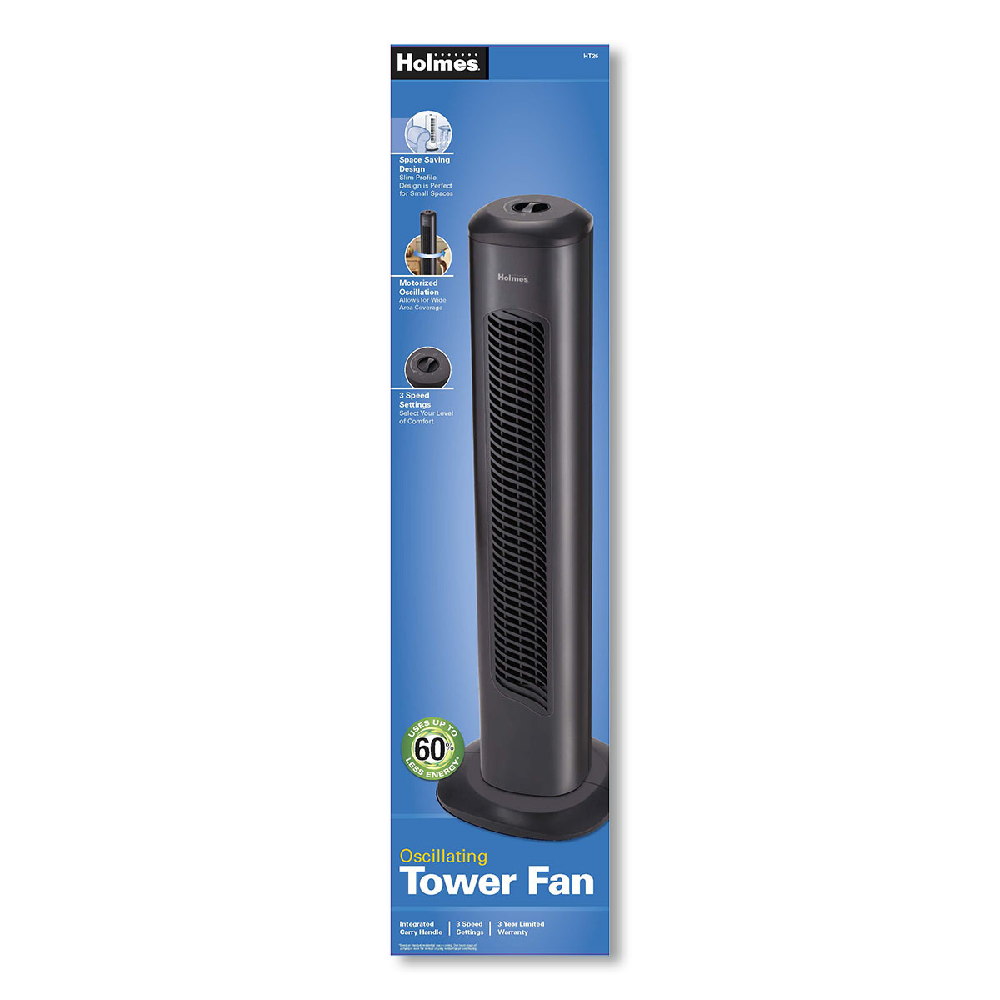 Holmes
HT26
Space Saving
Design
Slim Profile
Design is Perfect
for Small Spaces
Motorized
Oscillation
Allows for Wide
Area Coverage
3 Speed
Settings
Select Your Level
of Comfort
Holmes
USES UP TO
60%
LESS ENERGY*
Oscillating
Tower Fan
Integrated
Carry Handle
3 Speed
Settings
3 Year Limited
Warranty